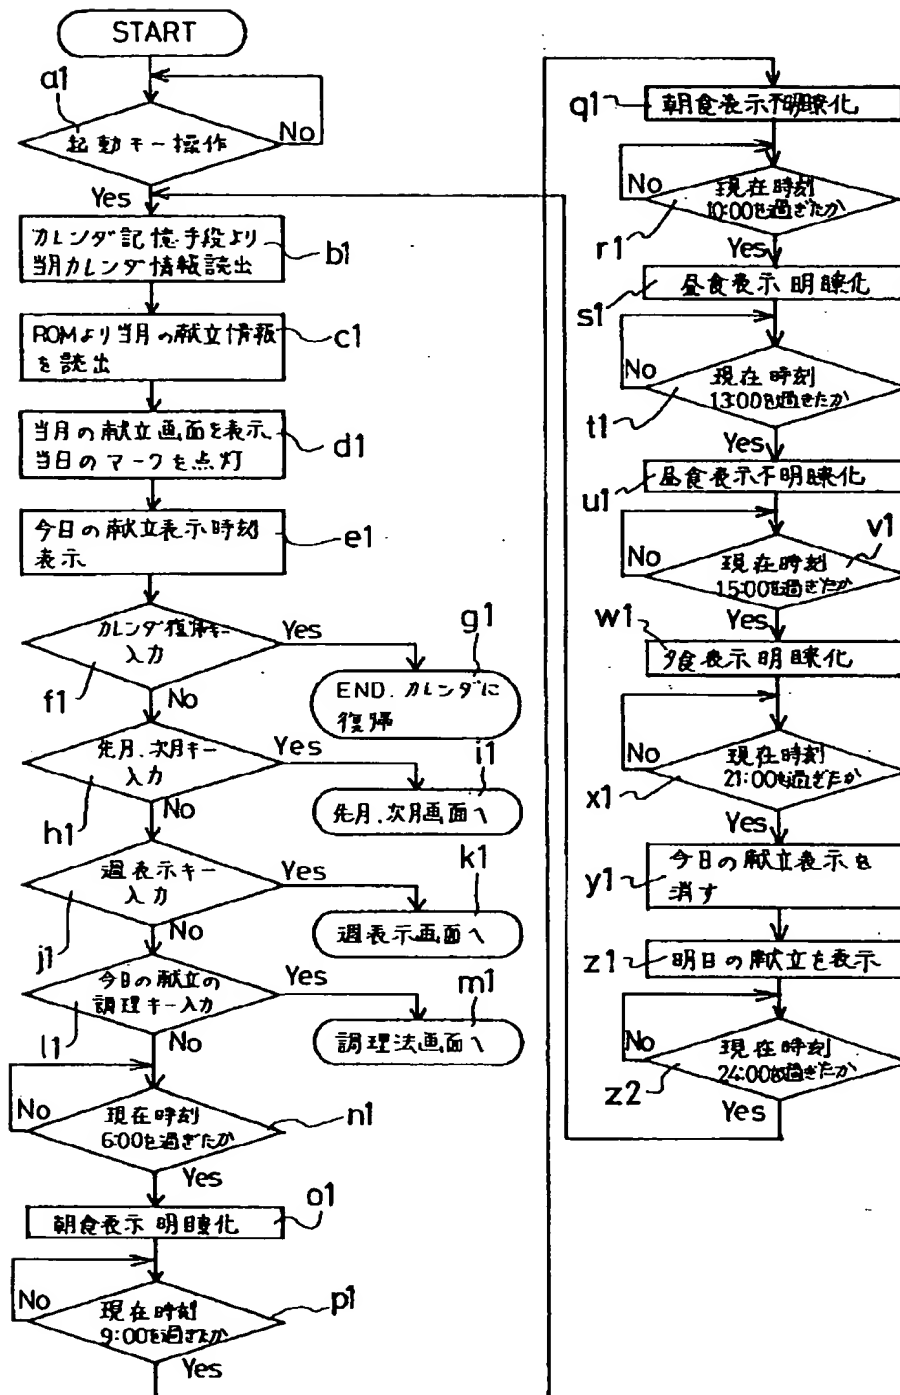 START
a1
起動キー操作
No
Yes
カレンダ記憶手段より
当月カレンダ情報読出
b1
ROMより当月の献立情報
を読出
c1
当月の献立画面を表示
当日のマークを点灯
d1
今日の献立表示時刻
表示
e1
カレンダ復帰キー
入力
Yes
f1
No
g1
END. カレンダに
復帰
先月、次月キー
入力
Yes
h1
No
i1
先月、次月画面へ
週表示キー
入力
Yes
j1
No
k1
週表示画面へ
今日の献立の
調理キー入力
Yes
l1
No
m1
調理法画面へ
No
現在時刻
6:00を過ぎたか
n1
Yes
o1
朝食表示明瞭化
No
現在時刻
9:00を過ぎたか
p1
Yes
q1
朝食表示不明瞭化
No
現在時刻
10:00を過ぎたか
r1
Yes
昼食表示明瞭化
s1
No
現在時刻
13:00を過ぎたか
t1
Yes
昼食表示不明瞭化
u1
No
現在時刻
15:00を過ぎたか
v1
Yes
w1
夕食表示明瞭化
No
現在時刻
21:00を過ぎたか
x1
Yes
今日の献立表示を
消す
y1
z1
明日の献立を表示
No
現在時刻
24:00を過ぎたか
z2
Yes